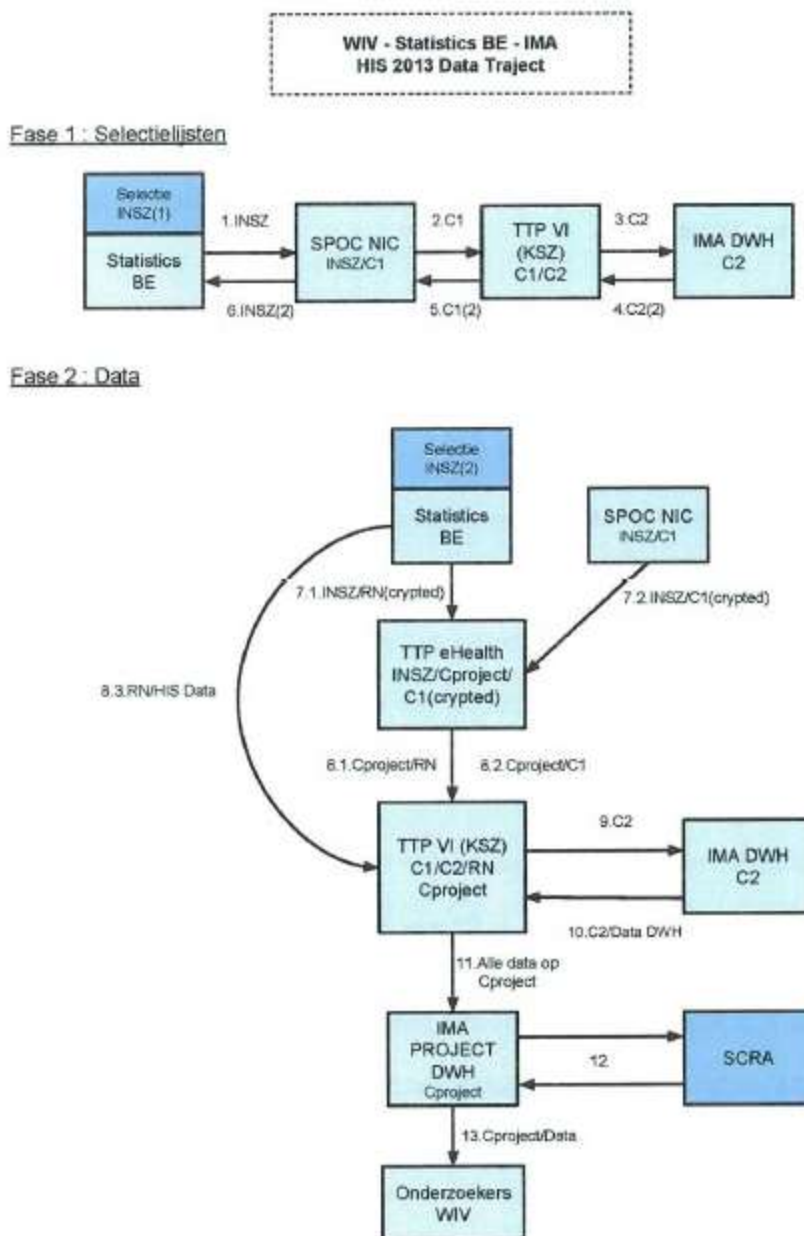 WIV - Statistics BE - IMA
HIS 2013 Data Traject
Fase 1 : Selectielijsten
Selectie
INSZ(1)
Statistics
BE
1.INSZ
6.INSZ(2)
SPOC NIC
INSZ/C1
2.C1
5.C1(2)
TTP VI
(KSZ)
C1/C2
3.C2
4.C2(2)
IMA DWH
C2
Fase 2 : Data
Selectie
INSZ(2)
Statistics
BE
SPOC NIC
INSZ/C1
7.1.INSZ/RN(crypted)
7.2.INSZ/C1(crypted)
TTP eHealth
INSZ/Cproject/
C1(crypted)
8.3.RN/HIS Data
8.1.Cproject/RN
8.2.Cproject/C1
TTP VI (KSZ)
C1/C2/RN
Cproject
9.C2
10.C2/Data DWH
IMA DWH
C2
11.Alle data op
Cproject
IMA
PROJECT
DWH
Cproject
12.
SCRA
13.Cproject/Data
Onderzoekers
WIV